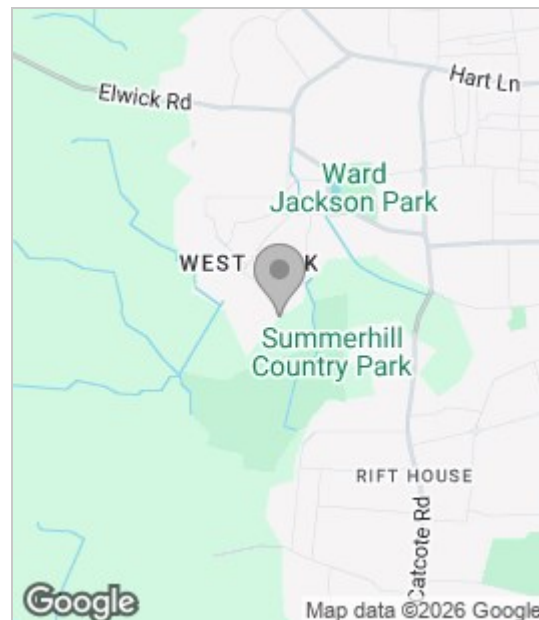 Elwick Rd
Hart Ln
Ward
Jackson Park
WEST K
Summerhill
Country Park
RIFT HOUSE
Catcote Rd
Google
Map data ©2026 Google